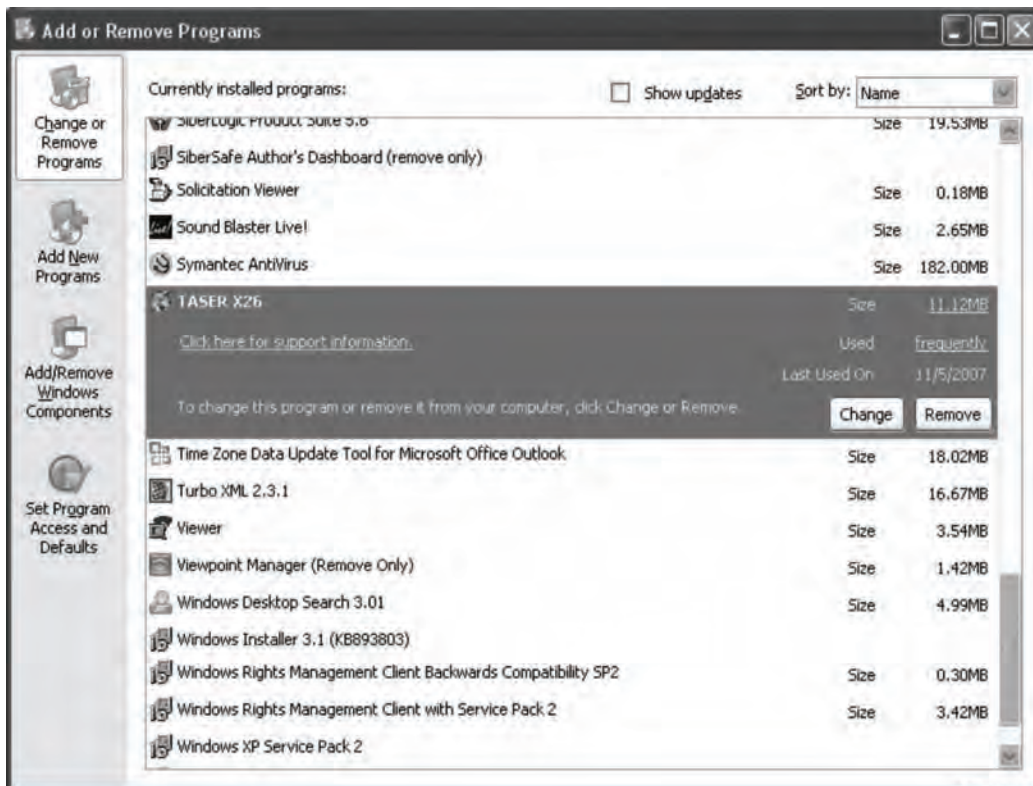 Add or Remove Programs
Change or
Remove
Programs
Add New
Programs
Add/Remove
Windows
Components
Set Program
Access and
Defaults
Currently installed programs:
Show updates
Sort by: Name
SiberLogic Product Suite 5.6 Size 19.53MB
SiberSafe Author's Dashboard (remove only)
Solicitation Viewer Size 0.18MB
Sound Blaster Live! Size 2.65MB
Symantec AntiVirus Size 182.00MB
TASER X26 Size 11.12MB
Click here for support information. Used frequently
Last Used On 11/5/2007
To change this program or remove it from your computer, click Change or Remove. Change Remove
Time Zone Data Update Tool for Microsoft Office Outlook Size 18.02MB
Turbo XML 2.3.1 Size 16.67MB
Viewer Size 3.54MB
Viewpoint Manager (Remove Only) Size 1.42MB
Windows Desktop Search 3.01 Size 4.99MB
Windows Installer 3.1 (KB893803)
Windows Rights Management Client Backwards Compatibility SP2 Size 0.30MB
Windows Rights Management Client with Service Pack 2 Size 3.42MB
Windows XP Service Pack 2